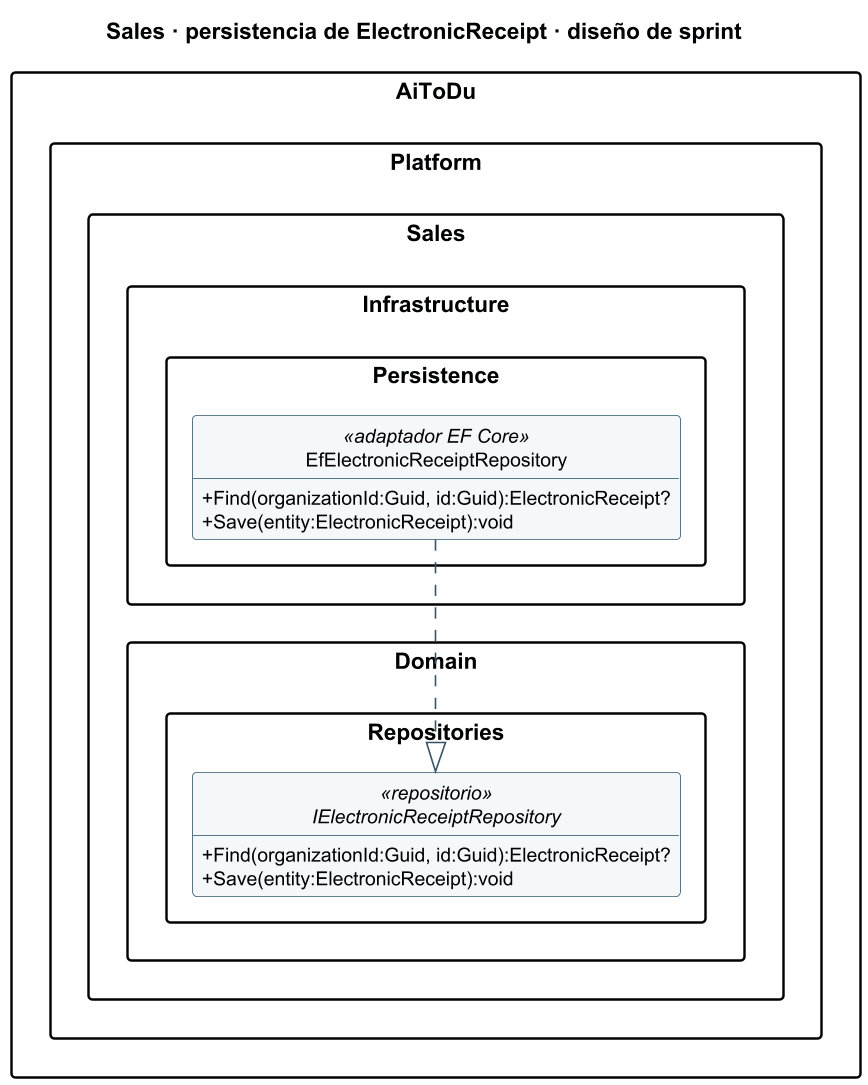 Sales · persistencia de ElectronicReceipt · diseño de sprint
AiToDu
Platform
Sales
Infrastructure
Persistence
«adaptador EF Core»
EfElectronicReceiptRepository
+Find(organizationId:Guid, id:Guid):ElectronicReceipt?
+Save(entity:ElectronicReceipt):void
Domain
Repositories
«repositorio»
IElectronicReceiptRepository
+Find(organizationId:Guid, id:Guid):ElectronicReceipt?
+Save(entity:ElectronicReceipt):void